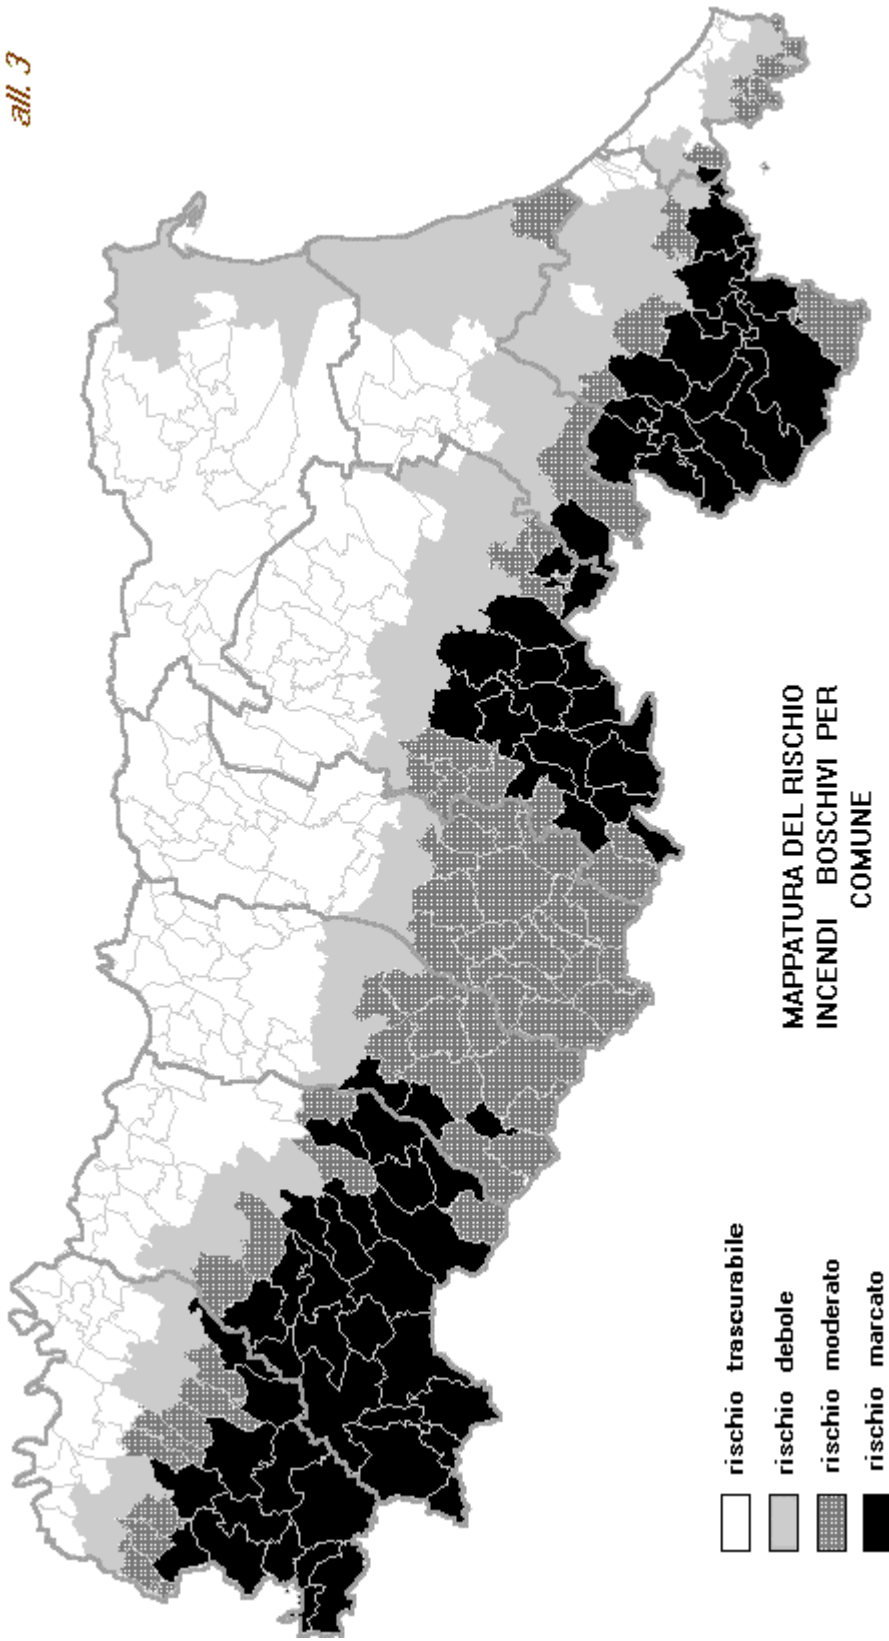 all. 3
MAPPATURA DEL RISCHIO
INCENDI BOSCHIVI PER
COMUNE
rischio trascurabile
rischio debole
rischio moderato
rischio marcato